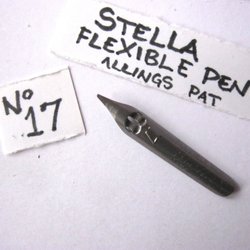 STELLA
FLEXIBLE PEN
ALLINGS PAT
No
17